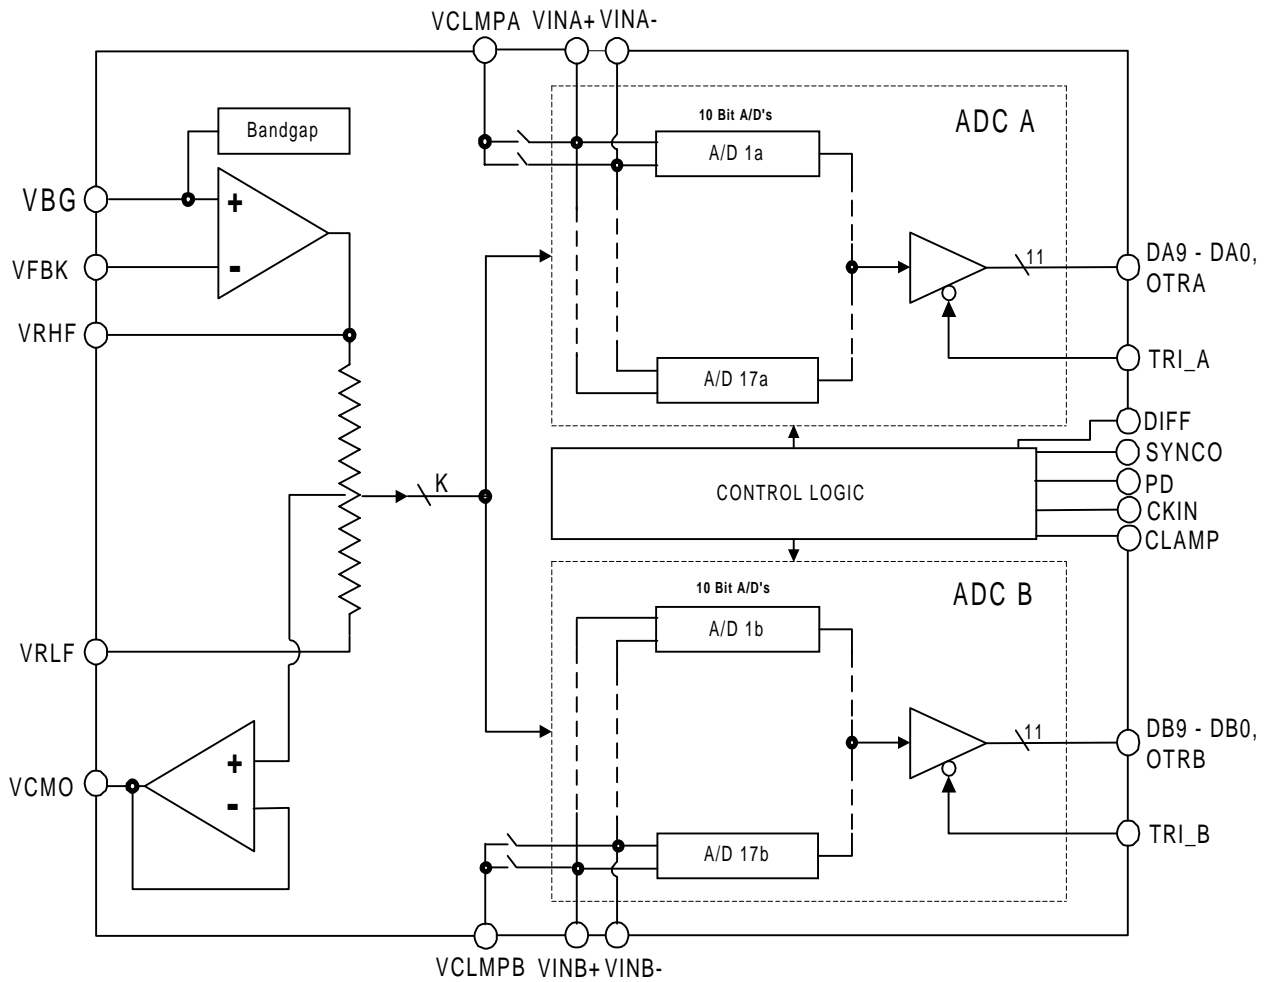 VCLMPA VINA+ VINA-
Bandgap
10 Bit A/D's
ADC A
A/D 1a
VBG
+
VFBK
-
DA9 - DA0,
11
OTRA
VRHF
TRI_A
A/D 17a
DIFF
SYNCO
K
CONTROL LOGIC
PD
CKIN
CLAMP
10 Bit A/D's
ADC B
A/D 1b
VRLF
DB9 - DB0,
11
OTRB
+
VCMO
-
TRI_B
A/D 17b
VCLMPB VINB+ VINB-